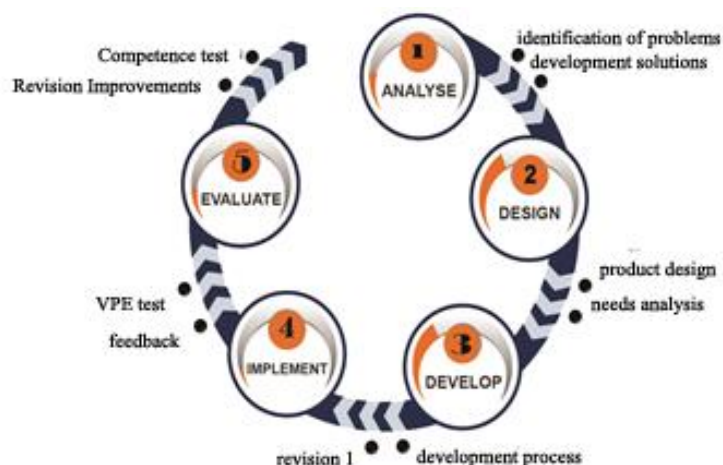 1
ANALYSE
identification of problems
development solutions
2
DESIGN
product design
needs analysis
3
DEVELOP
development process
revision 1
4
IMPLEMENT
VPE test
feedback
5
EVALUATE
Competence test
Revision Improvements